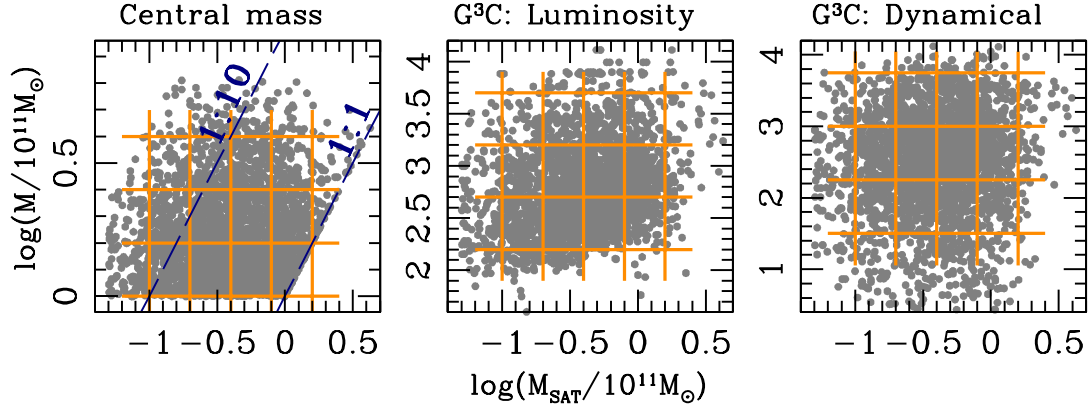 Central mass
G³C: Luminosity
G³C: Dynamical
log(M/10¹¹M☉)
0.5
0
1:10
1:1
4
3.5
3
2.5
2
4
3
2
1
−1 −0.5 0 0.5
−1 −0.5 0 0.5
−1 −0.5 0 0.5
log(M_SAT/10¹¹M☉)